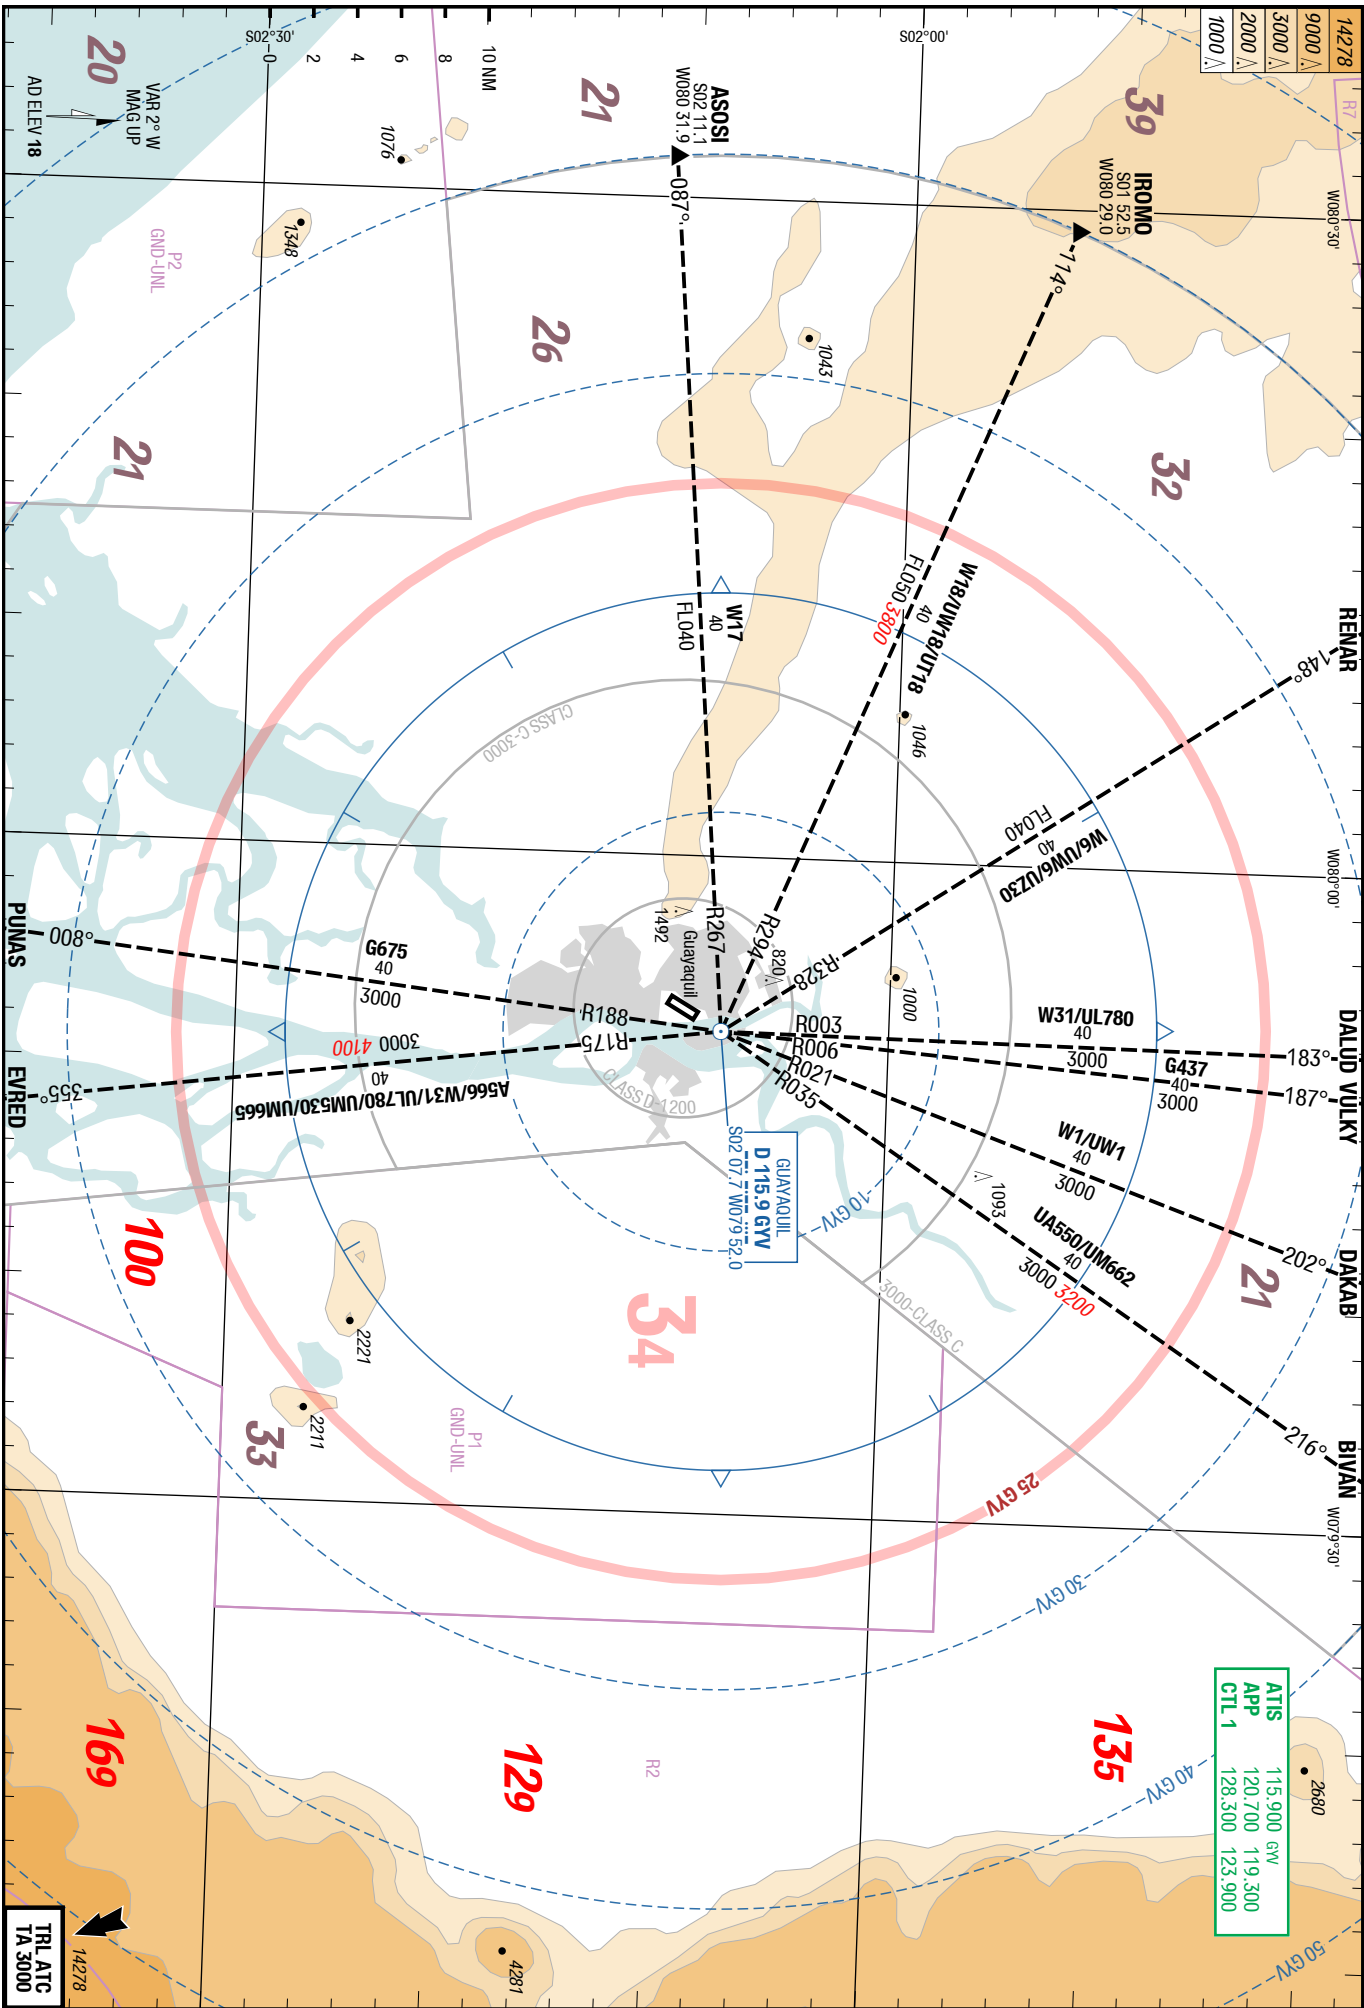 14278
9000
3000
2000
1000
R7
39
IROMO
S01 52.5
W080 29.0
114°
W080°30'
S02°00'
S02°30'
0
2
4
6
8
10 NM
20
VAR 2° W
MAG UP
AD ELEV 18
21
ASOSI
S02 11.1
W080 31.9
087°
1076
1348
P2
GND-UNL
26
1043
32
21
W17
40
FL040
W18/UW18/UT18
40
FL050 3800
1046
RENAR
148°
FL040
40
W6/UW6/UZ30
CLASS C-3000
W080°00'
R267
R294
R328
820
1492
Guayaquil
1000
PUNAS
008°
G675
40
3000
R188
R175
3000 4100
40
A566/W31/UL780/UM530/UM665
EVRED
355°
CLASS D-1200
R003
R006
R021
R035
W31/UL780
40
3000
G437
40
3000
DALUD
183°
VULKY
187°
W1/UW1
40
3000
DAKAB
202°
UA550/UM662
40
3000 3200
BIVAN
216°
1093
21
GUAYAQUIL
D 115.9 GYV
S02 07.7 W079 52.0
10 GYV
3000-CLASS C
34
100
2221
2211
33
P1
GND-UNL
25 GYV
W079°30'
30 GYV
40 GYV
50 GYV
ATIS 115.900 GYV
APP 120.700 119.300
CTL 1 128.300 123.900
135
2680
R2
129
169
4281
14278
TRL ATC
TA 3000